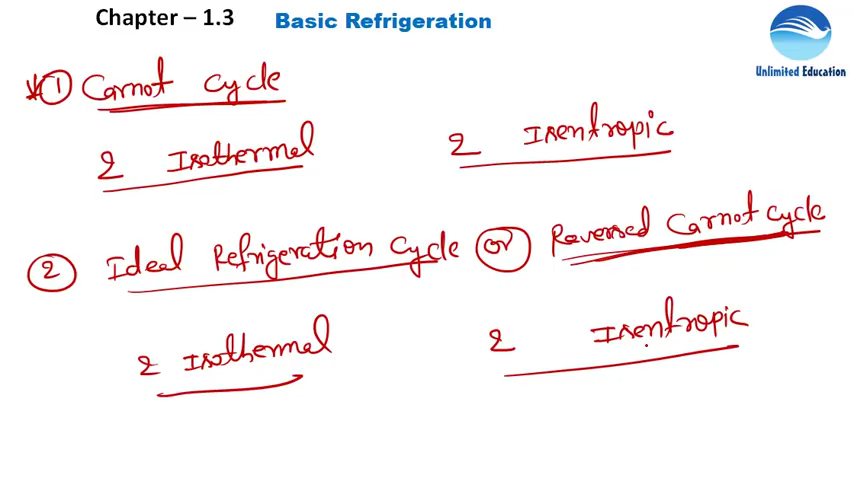 Chapter – 1.3
Basic Refrigeration
Unlimited Education
① Carnot Cycle
2 Isothermal 2 Isentropic
② Ideal Refrigeration Cycle or Reversed Carnot Cycle
2 Isothermal 2 Isentropic